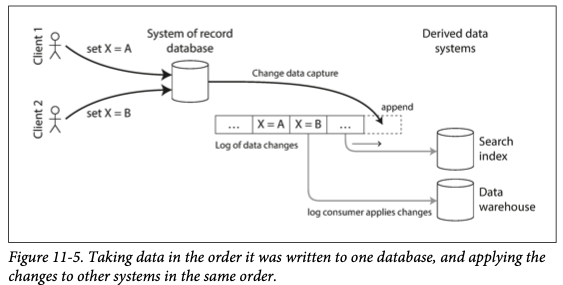 Client 1
set X = A
System of record
database
Derived data
systems
Change data capture
Client 2
set X = B
append
... X = A X = B ...
Log of data changes
Search
index
Data
warehouse
log consumer applies changes
Figure 11-5. Taking data in the order it was written to one database, and applying the
changes to other systems in the same order.